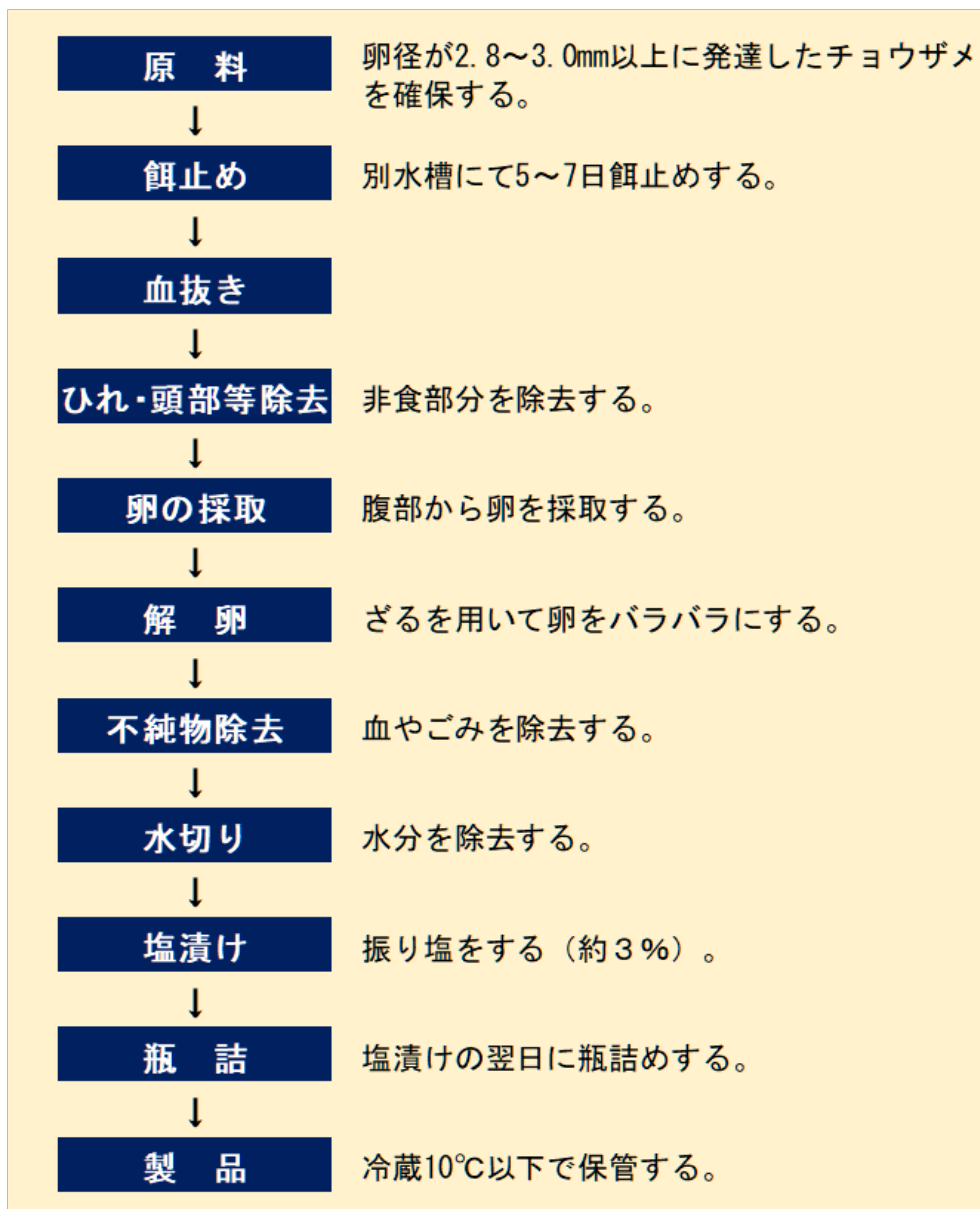 原　料
卵径が2.8～3.0mm以上に発達したチョウザメ
を確保する。
↓
餌止め
別水槽にて5～7日餌止めする。
↓
血抜き
↓
ひれ・頭部等除去
非食部分を除去する。
↓
卵の採取
腹部から卵を採取する。
↓
解　卵
ざるを用いて卵をバラバラにする。
↓
不純物除去
血やごみを除去する。
↓
水切り
水分を除去する。
↓
塩漬け
振り塩をする（約３％）。
↓
瓶　詰
塩漬けの翌日に瓶詰めする。
↓
製　品
冷蔵10℃以下で保管する。